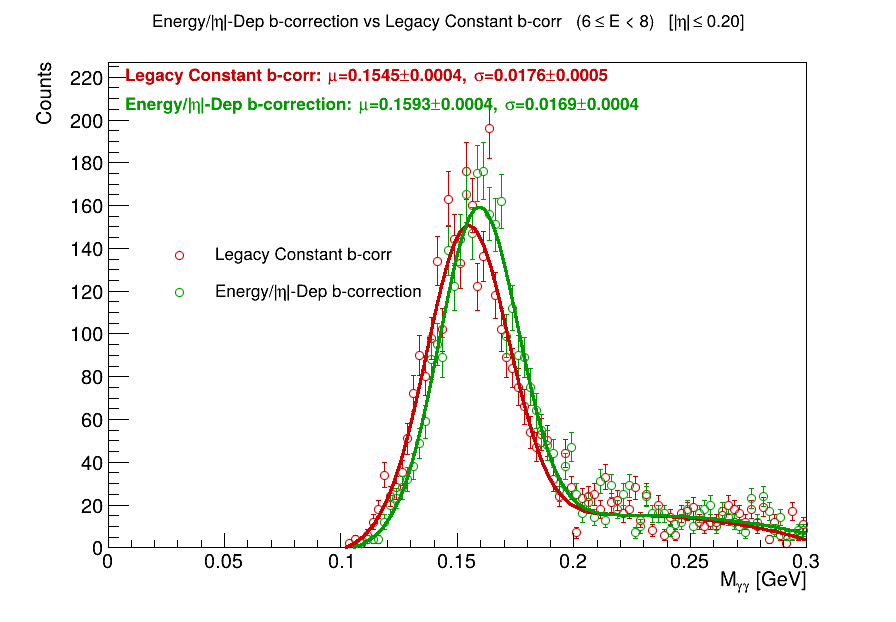 Energy/|η|-Dep b-correction vs Legacy Constant b-corr (6 ≤ E < 8) [|η| ≤ 0.20]
Counts
Legacy Constant b-corr: μ=0.1545±0.0004, σ=0.0176±0.0005
Energy/|η|-Dep b-correction: μ=0.1593±0.0004, σ=0.0169±0.0004
Legacy Constant b-corr
Energy/|η|-Dep b-correction
220
200
180
160
140
120
100
80
60
40
20
0
0 0.05 0.1 0.15 0.2 0.25 0.3
Mγγ [GeV]